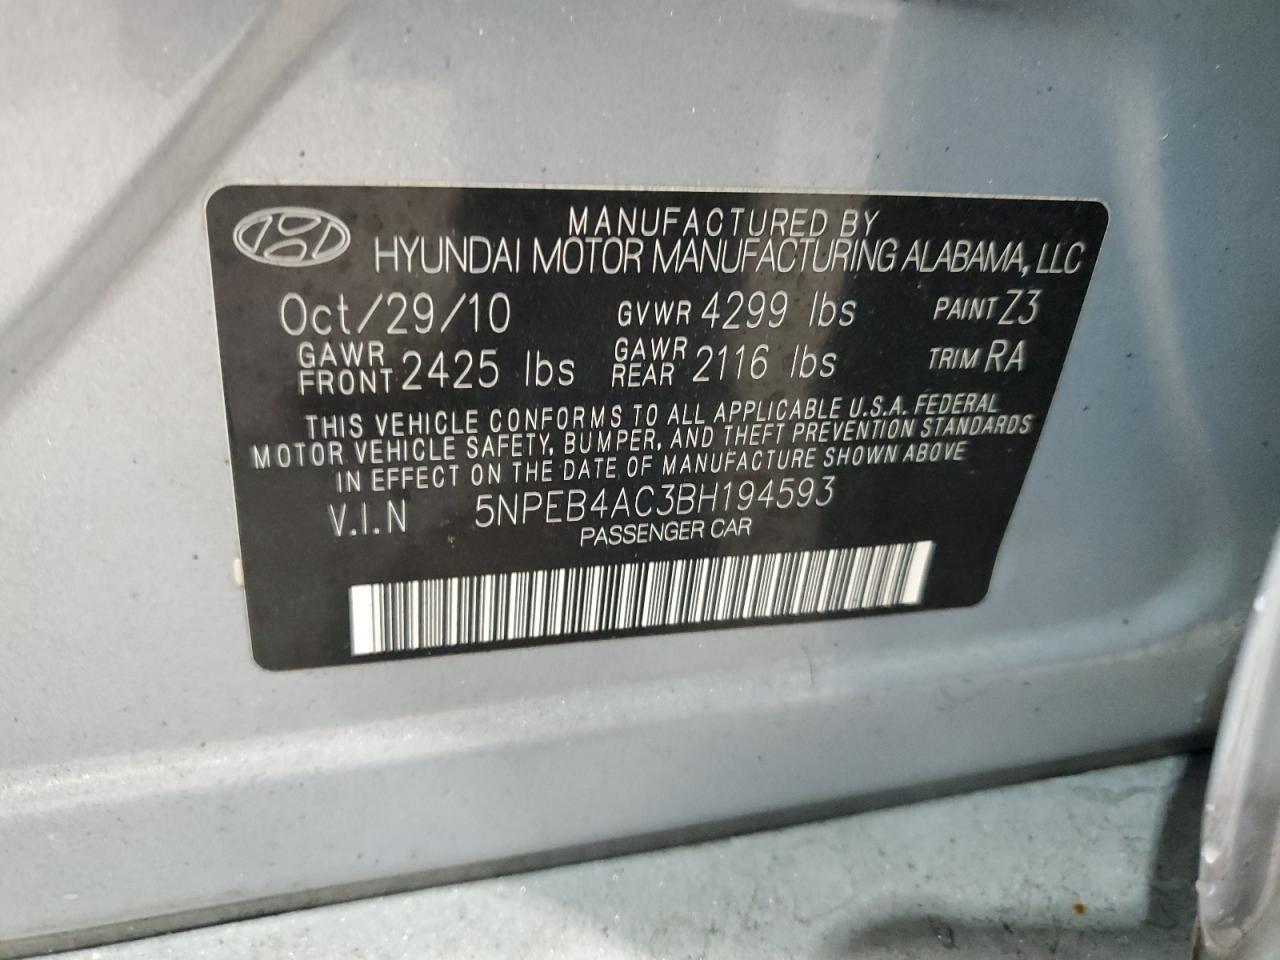 MANUFACTURED BY
HYUNDAI MOTOR MANUFACTURING ALABAMA, LLC
Oct/29/10 GVWR 4299 lbs PAINT Z3
GAWR FRONT 2425 lbs GAWR REAR 2116 lbs TRIM RA
THIS VEHICLE CONFORMS TO ALL APPLICABLE U.S.A. FEDERAL
MOTOR VEHICLE SAFETY, BUMPER, AND THEFT PREVENTION STANDARDS
IN EFFECT ON THE DATE OF MANUFACTURE SHOWN ABOVE
V.I.N 5NPEB4AC3BH194593
PASSENGER CAR